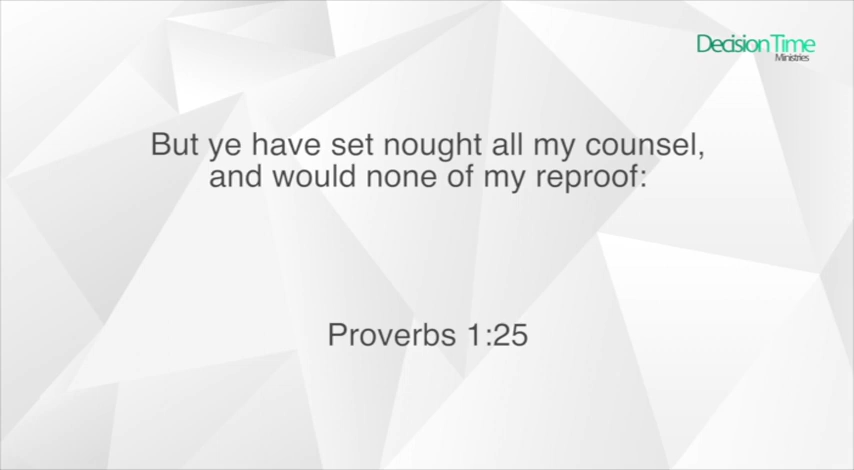 DecisionTime
Ministries
But ye have set nought all my counsel,
and would none of my reproof:
Proverbs 1:25